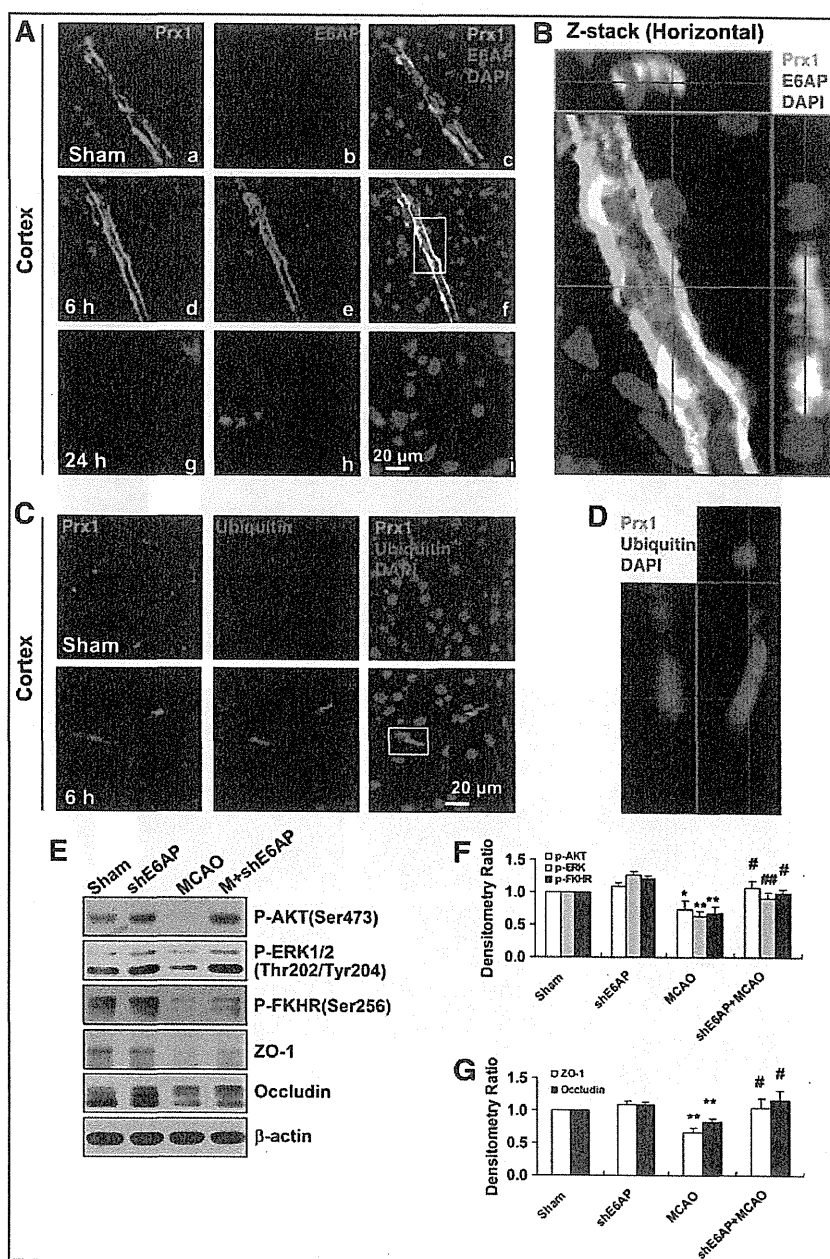 A
Prx1
Sham
a
E6AP
b
Prx1
E6AP
DAPI
c
6 h
d
e
f
24 h
g
h
20 µm
i
Cortex
B
Z-stack (Horizontal)
Prx1
E6AP
DAPI
C
Prx1
Ubiquitin
Prx1
Ubiquitin
DAPI
Sham
6 h
20 µm
Cortex
D
Prx1
Ubiquitin
DAPI
E
Sham
shE6AP
MCAO
M+shE6AP
P-AKT(Ser473)
P-ERK1/2
(Thr202/Tyr204)
P-FKHR(Ser256)
ZO-1
Occludin
β-actin
F
Densitometry Ratio
1.5
1.0
0.5
0.0
p-AKT
p-ERK
p-FKHR
* ** **
# ## #
Sham
shE6AP
MCAO
shE6AP+MCAO
G
Densitometry Ratio
1.5
1.0
0.5
0.0
ZO-1
Occludin
** **
# #
Sham
shE6AP
MCAO
shE6AP+MCAO